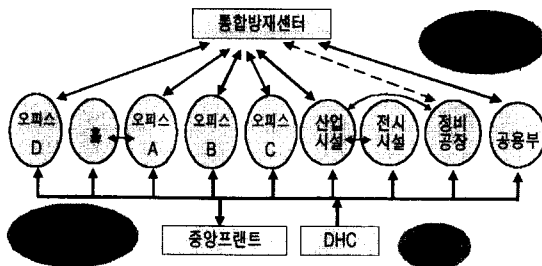 통합방재센터
오피스 D
홀
오피스 A
오피스 B
오피스 C
산업 시설
전시 시설
정비 공장
공용부
중앙프랜트
DHC